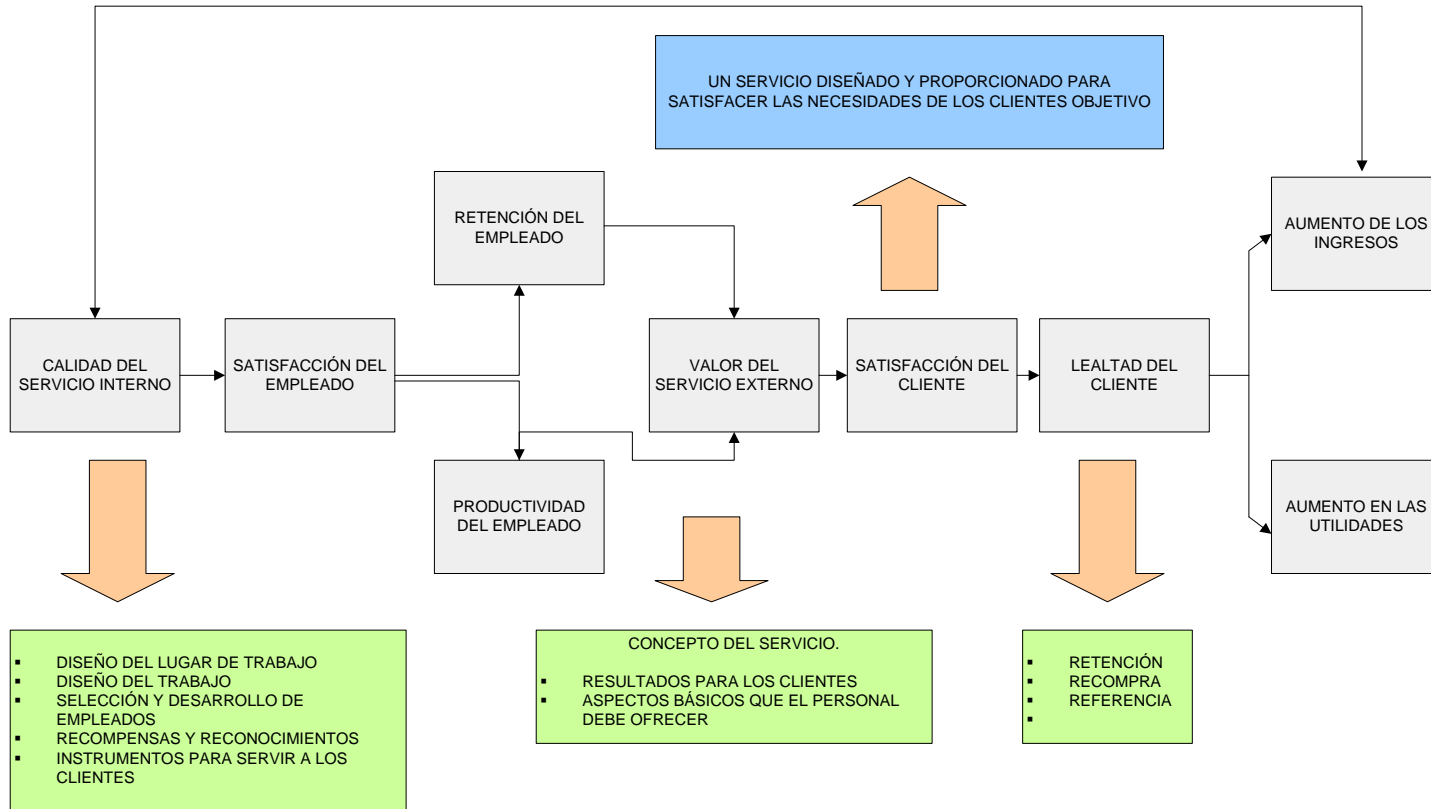 UN SERVICIO DISEÑADO Y PROPORCIONADO PARA
SATISFACER LAS NECESIDADES DE LOS CLIENTES OBJETIVO
RETENCIÓN DEL
EMPLEADO
AUMENTO DE LOS
INGRESOS
CALIDAD DEL
SERVICIO INTERNO
SATISFACCIÓN DEL
EMPLEADO
VALOR DEL
SERVICIO EXTERNO
SATISFACCIÓN DEL
CLIENTE
LEALTAD DEL
CLIENTE
PRODUCTIVIDAD
DEL EMPLEADO
AUMENTO EN LAS
UTILIDADES
▪ DISEÑO DEL LUGAR DE TRABAJO
▪ DISEÑO DEL TRABAJO
▪ SELECCIÓN Y DESARROLLO DE
EMPLEADOS
▪ RECOMPENSAS Y RECONOCIMIENTOS
▪ INSTRUMENTOS PARA SERVIR A LOS
CLIENTES
CONCEPTO DEL SERVICIO.
▪ RESULTADOS PARA LOS CLIENTES
▪ ASPECTOS BÁSICOS QUE EL PERSONAL
DEBE OFRECER
▪ RETENCIÓN
▪ RECOMPRA
▪ REFERENCIA
▪